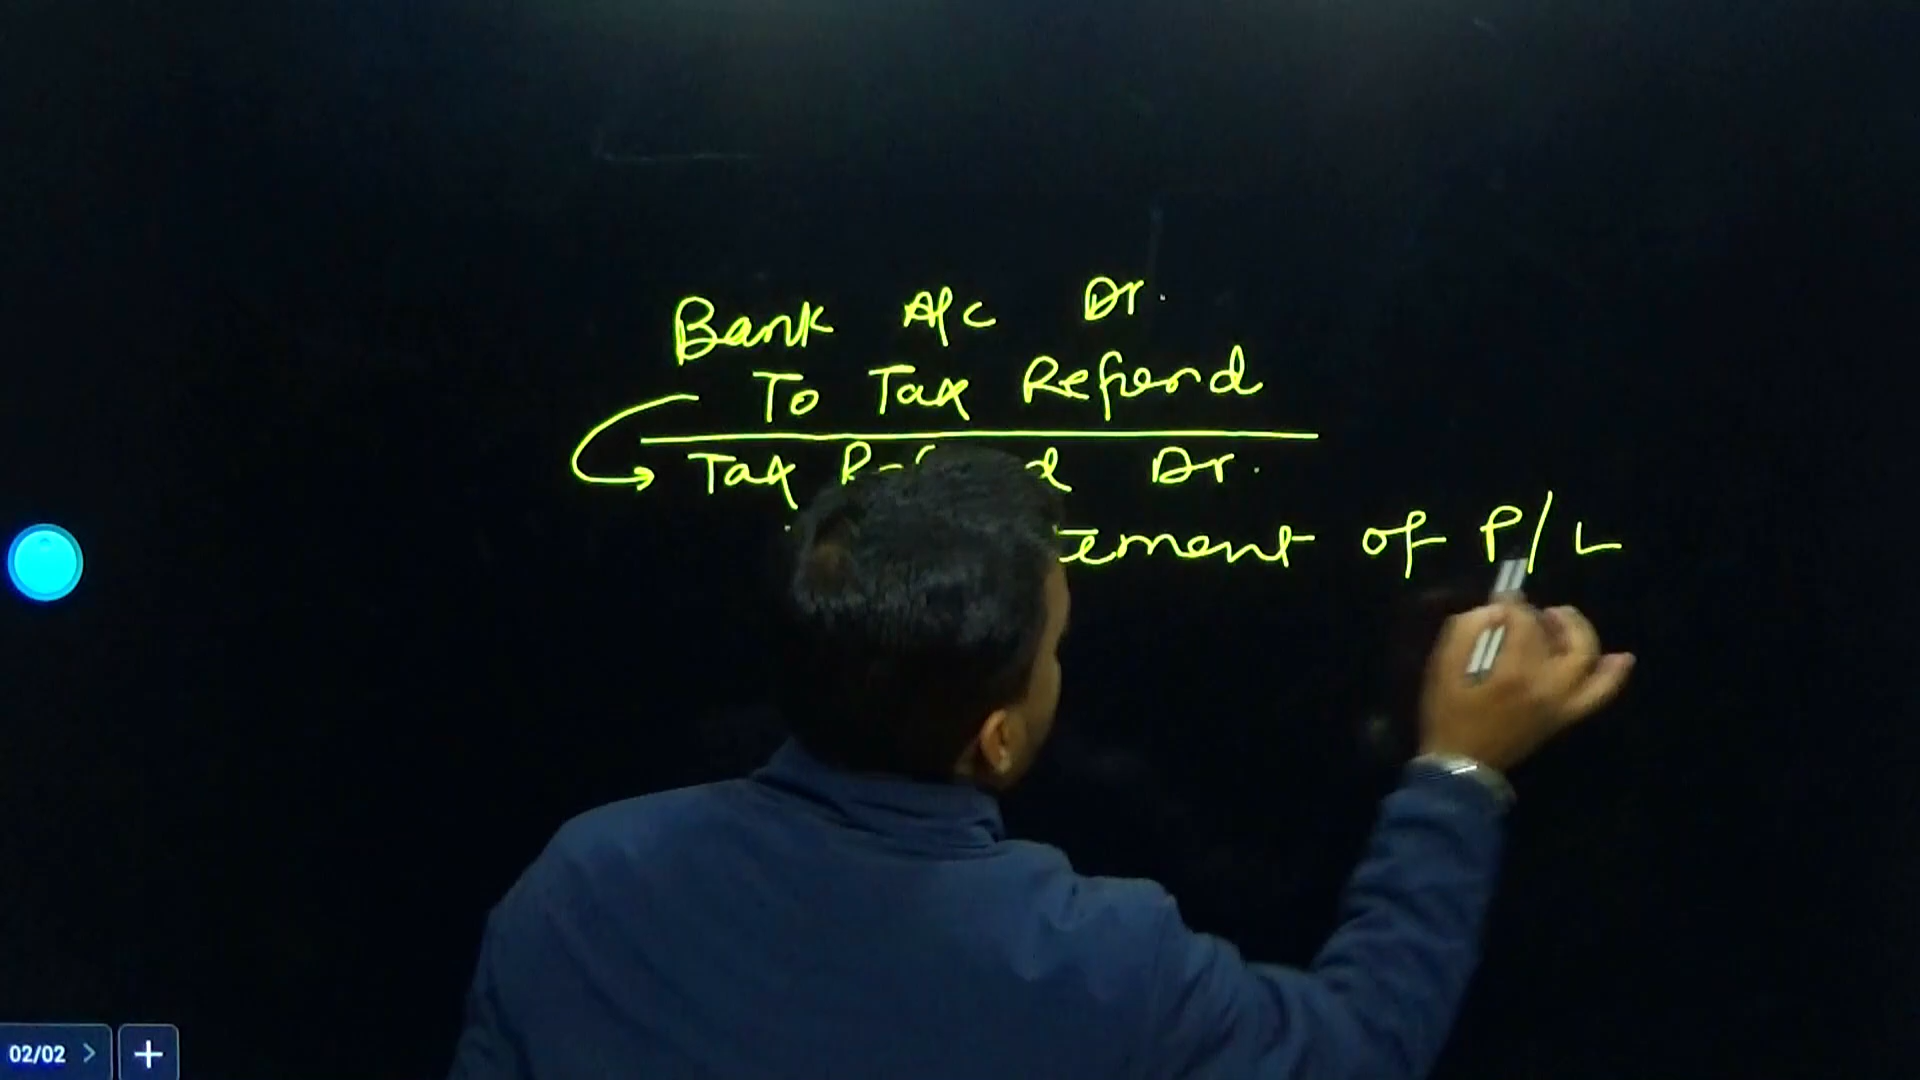 Bank A/c Dr.
To Tax Refund
Tax Dr.
of P/L
02/02